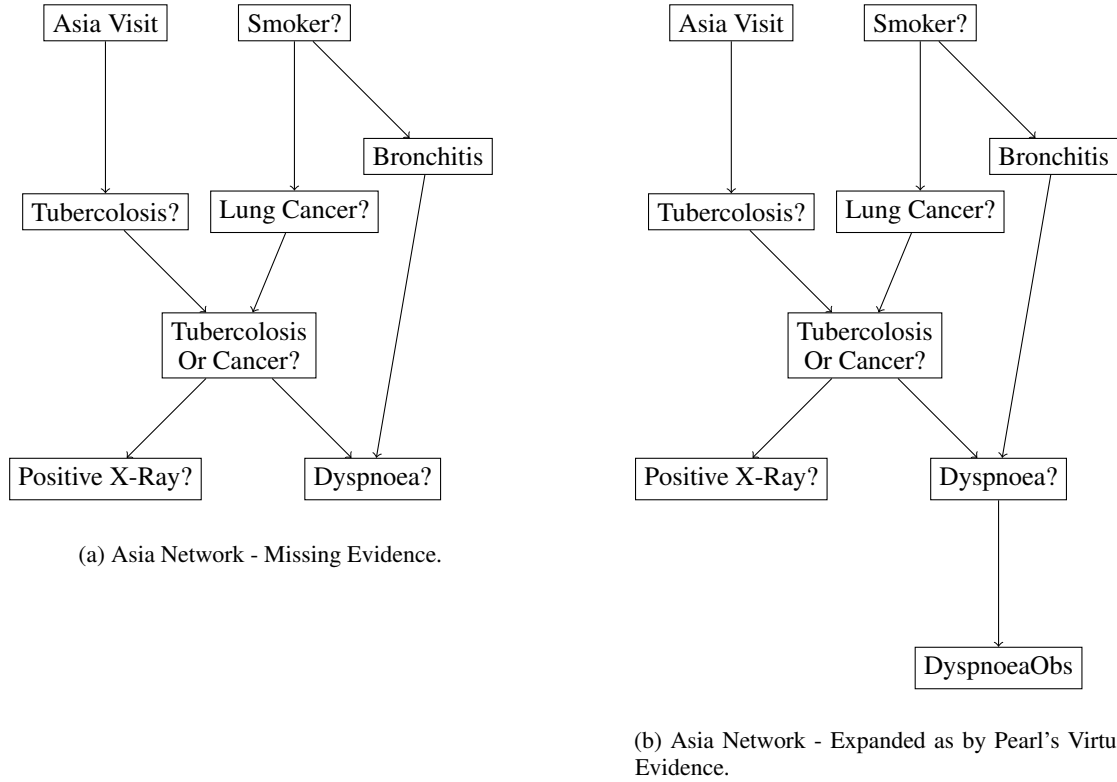 Asia Visit
Smoker?
Bronchitis
Tubercolosis?
Lung Cancer?
Tubercolosis
Or Cancer?
Positive X-Ray?
Dyspnoea?
(a) Asia Network - Missing Evidence.
Asia Visit
Smoker?
Bronchitis
Tubercolosis?
Lung Cancer?
Tubercolosis
Or Cancer?
Positive X-Ray?
Dyspnoea?
DyspnoeaObs
(b) Asia Network - Expanded as by Pearl's Virtu
Evidence.